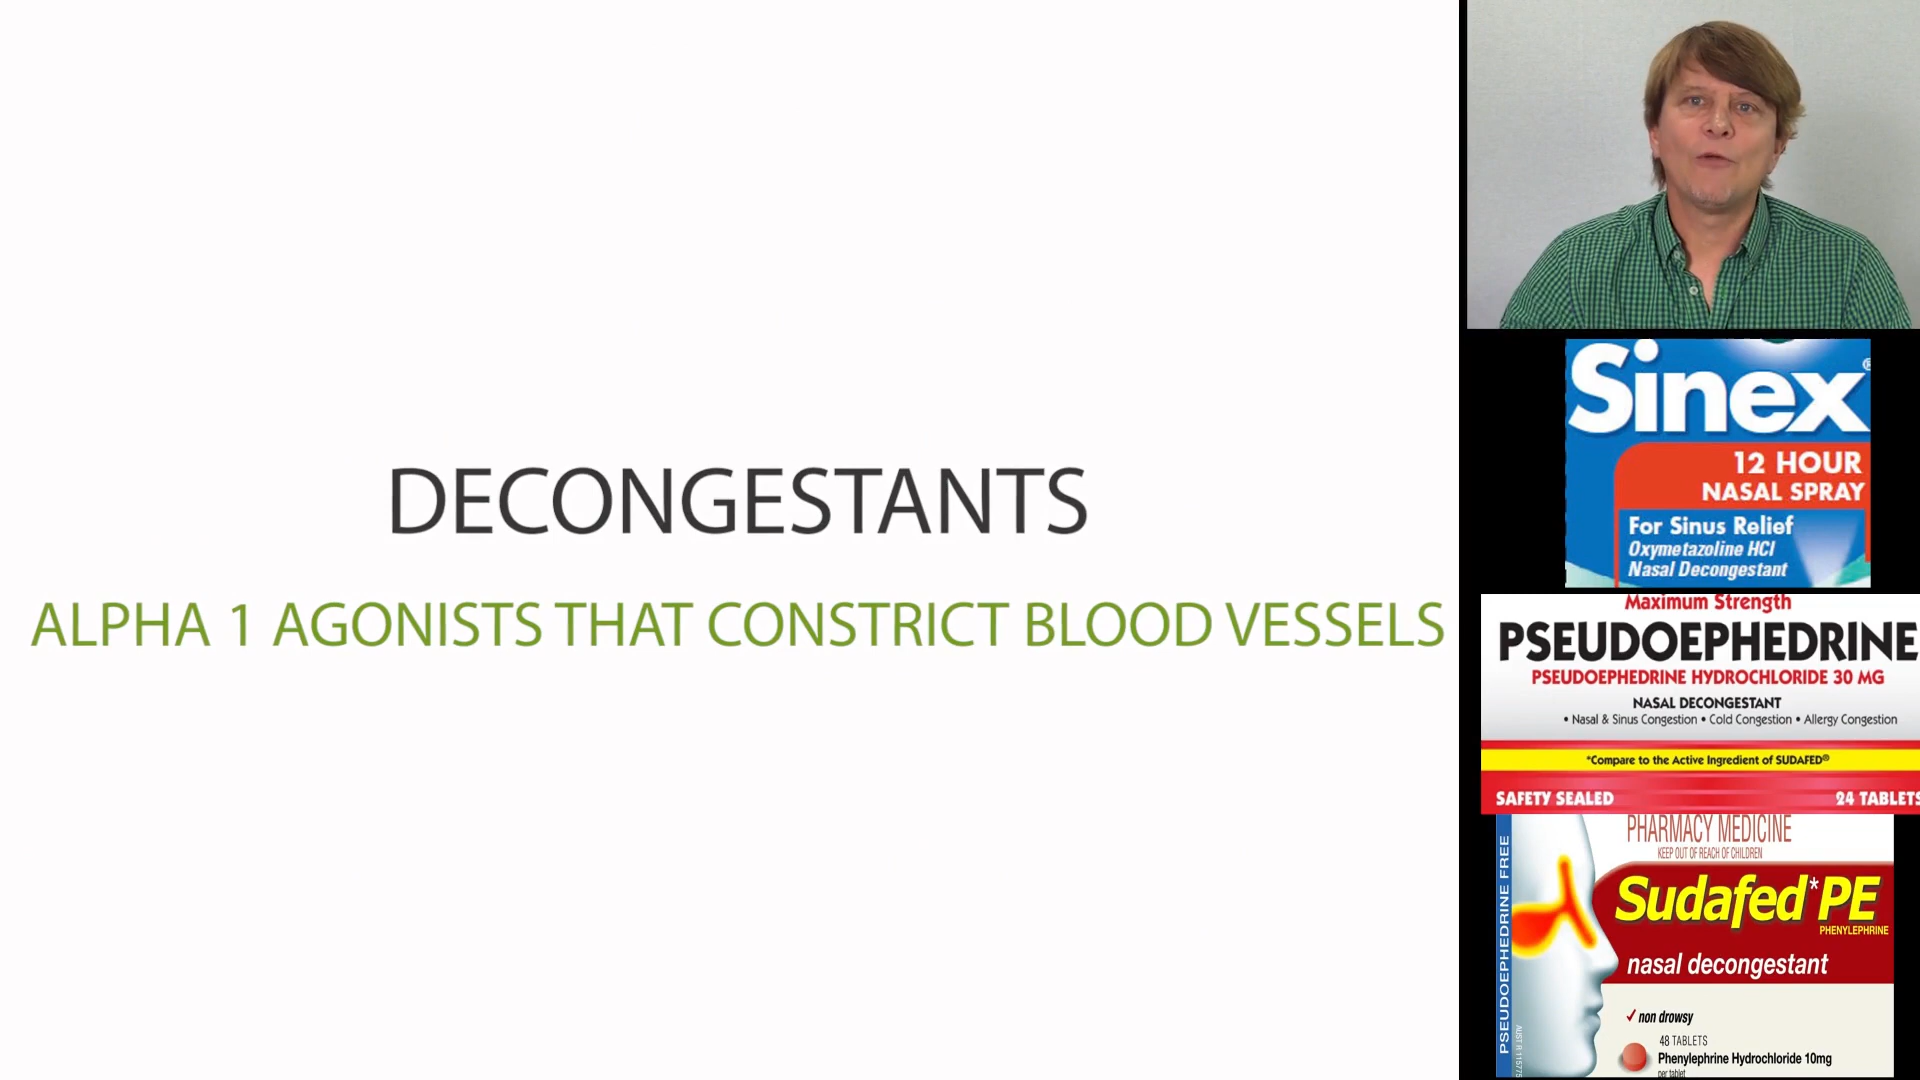 DECONGESTANTS
ALPHA 1 AGONISTS THAT CONSTRICT BLOOD VESSELS
Sinex®
12 HOUR
NASAL SPRAY
For Sinus Relief
Oxymetazoline HCl
Nasal Decongestant
Maximum Strength
PSEUDOEPHEDRINE
PSEUDOEPHEDRINE HYDROCHLORIDE 30 MG
NASAL DECONGESTANT
• Nasal & Sinus Congestion • Cold Congestion • Allergy Congestion
*Compare to the Active Ingredient of SUDAFED®
SAFETY SEALED
24 TABLETS
PSEUDOEPHEDRINE FREE
PHARMACY MEDICINE
KEEP OUT OF REACH OF CHILDREN
Sudafed*PE
PHENYLEPHRINE
nasal decongestant
✓ non drowsy
48 TABLETS
Phenylephrine Hydrochloride 10mg
per tablet